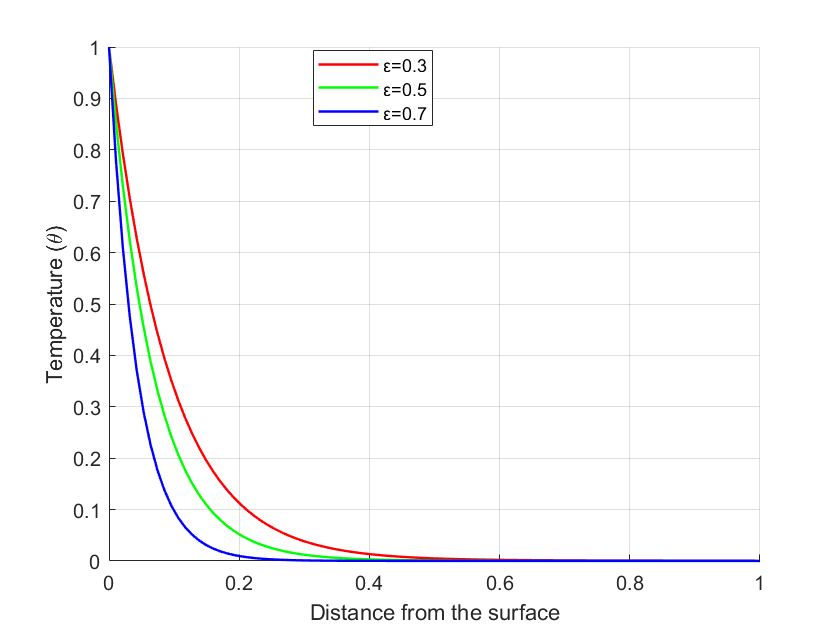 ε=0.3
ε=0.5
ε=0.7
1
0.9
0.8
0.7
0.6
0.5
0.4
0.3
0.2
0.1
0
Temperature (θ)
0 0.2 0.4 0.6 0.8 1
Distance from the surface